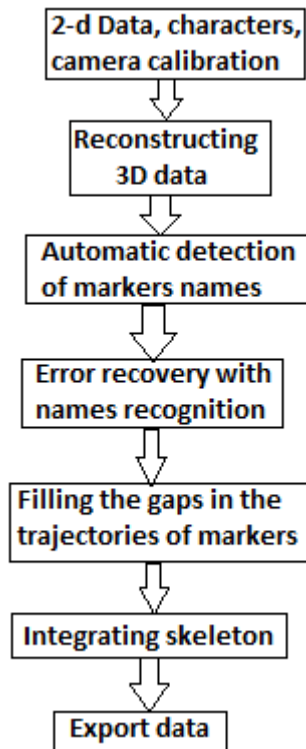 2-d Data, characters,
camera calibration
Reconstructing
3D data
Automatic detection
of markers names
Error recovery with
names recognition
Filling the gaps in the
trajectories of markers
Integrating skeleton
Export data